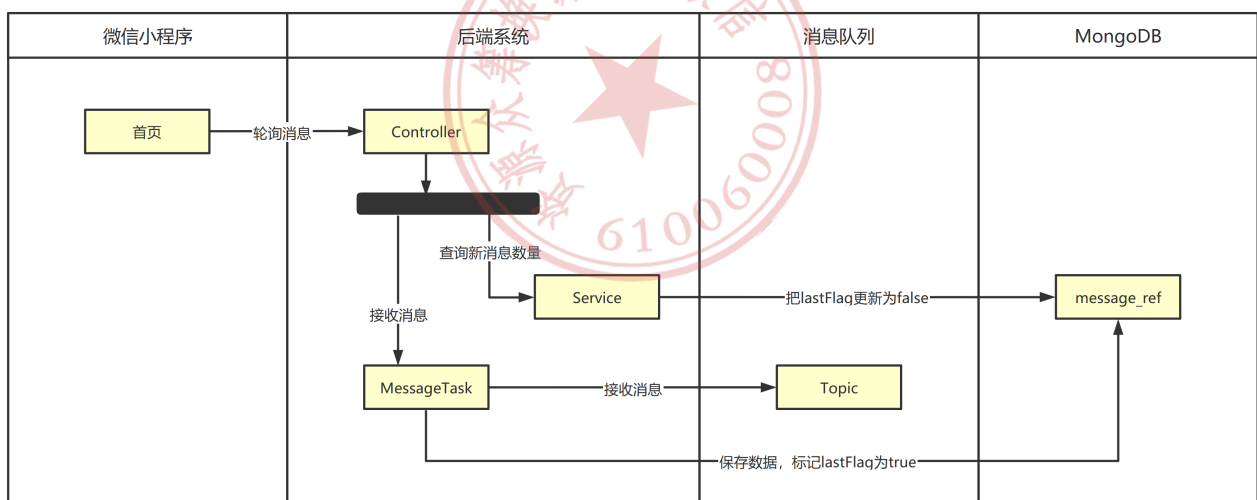 微信小程序
后端系统
消息队列
MongoDB
首页
轮询消息
Controller
查询新消息数量
Service
把lastFlag更新为false
message_ref
接收消息
MessageTask
接收消息
Topic
保存数据，标记lastFlag为true
610060008